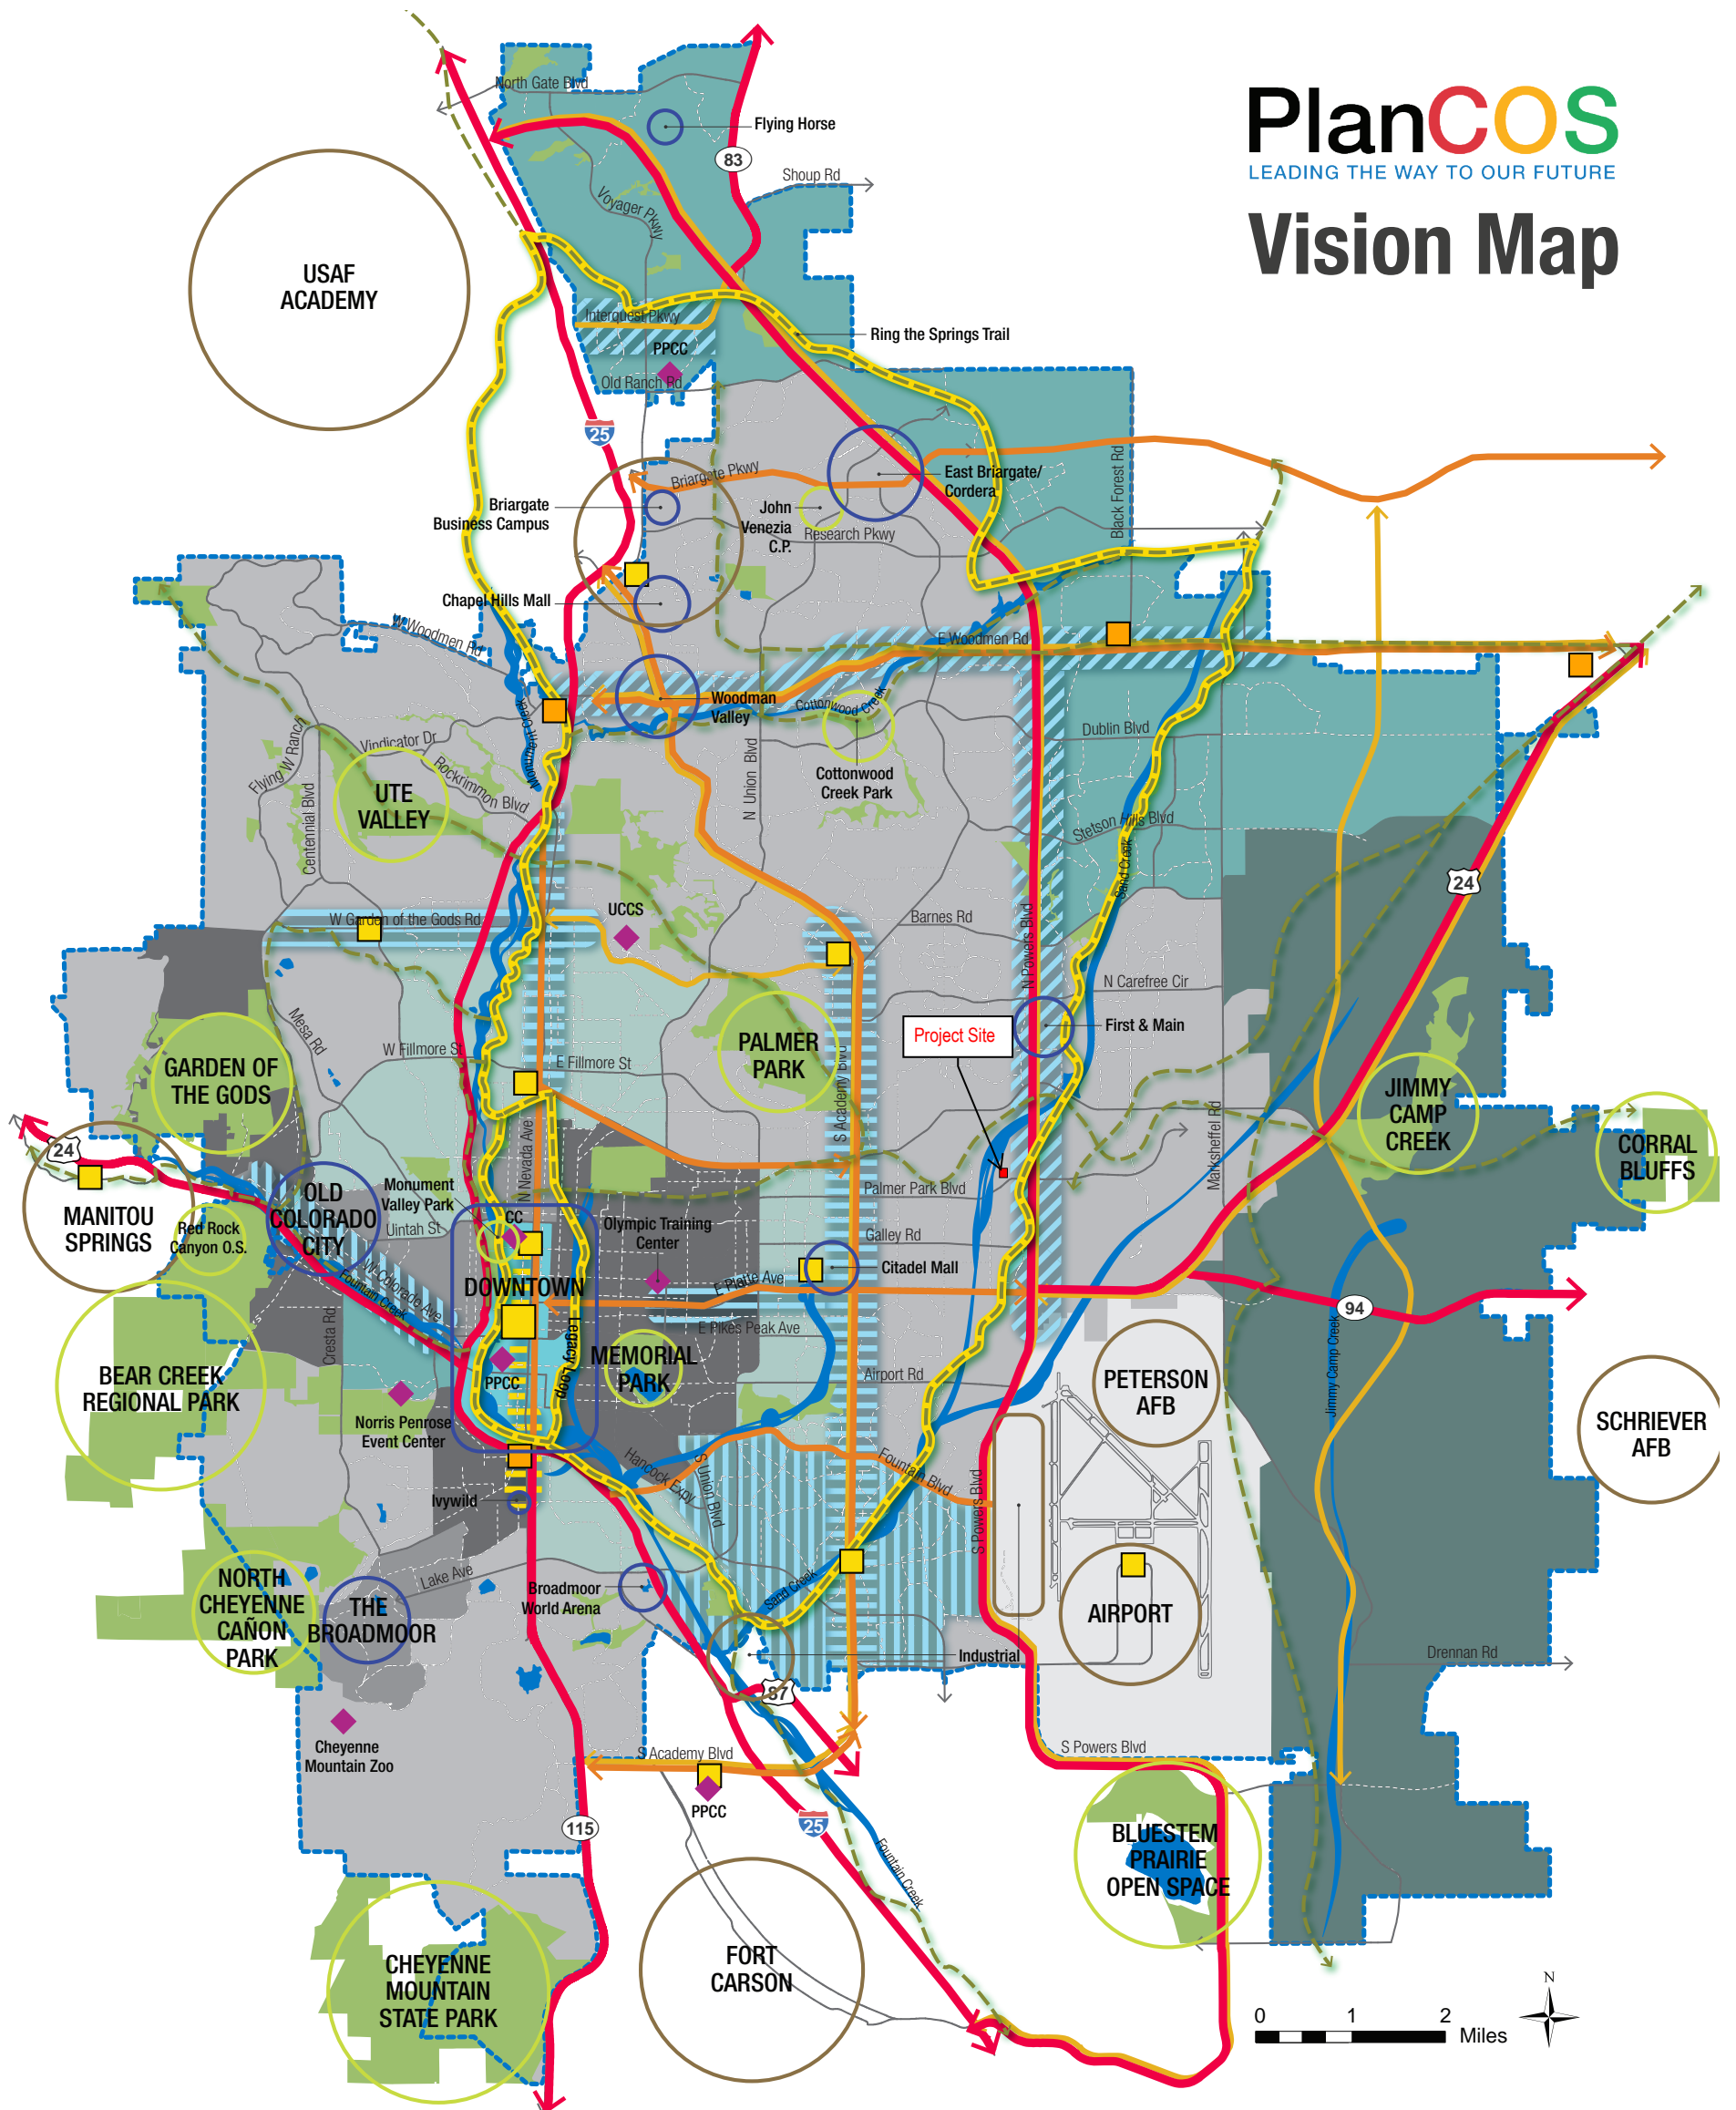 PlanCOS
LEADING THE WAY TO OUR FUTURE
Vision Map
North Gate Blvd
Flying Horse
83
Shoup Rd
Voyager Pkwy
USAF
ACADEMY
Interquest Pkwy
Ring the Springs Trail
PPCC
Old Ranch Rd
25
Briargate Pkwy
East Briargate/
Cordera
Black Forest Rd
Briargate
Business Campus
John
Venezia
C.P.
Research Pkwy
Chapel Hills Mall
W Woodmen Rd
E Woodmen Rd
Woodman
Valley
Cottonwood Creek
Monument Creek
Dublin Blvd
Flying W Ranch
Vindicator Dr
Rockrimmon Blvd
N Union Blvd
Cottonwood
Creek Park
UTE
VALLEY
Centennial Blvd
Stetson Hills Blvd
Sand Creek
24
UCCS
W Garden of the Gods Rd
Barnes Rd
N Powers Blvd
N Carefree Cir
Mesa Rd
First & Main
Project Site
PALMER
PARK
W Fillmore St
E Fillmore St
S Academy Blvd
GARDEN OF
THE GODS
JIMMY
CAMP
CREEK
Marksheffel Rd
CORRAL
BLUFFS
24
N Nevada Ave
Monument
Valley Park
Palmer Park Blvd
OLD
COLORADO
CITY
MANITOU
SPRINGS
Red Rock
Canyon O.S.
Uintah St
CC
Olympic Training
Center
Galley Rd
Citadel Mall
W Colorado Ave
Fountain Creek
DOWNTOWN
E Platte Ave
94
Cresta Rd
Legacy Loop
E Pikes Peak Ave
Jimmy Camp Creek
BEAR CREEK
REGIONAL PARK
PPCC
MEMORIAL
PARK
Airport Rd
PETERSON
AFB
SCHRIEVER
AFB
Norris Penrose
Event Center
Hancock Expy
S Union Blvd
Fountain Blvd
S Powers Blvd
Ivywild
Lake Ave
Broadmoor
World Arena
Sand Creek
NORTH
CHEYENNE
CAÑON
PARK
THE
BROADMOOR
AIRPORT
Industrial
Drennan Rd
87
Cheyenne
Mountain Zoo
S Academy Blvd
S Powers Blvd
PPCC
115
25
Fountain Creek
BLUESTEM
PRAIRIE
OPEN SPACE
CHEYENNE
MOUNTAIN
STATE PARK
FORT
CARSON
N
0 1 2
Miles